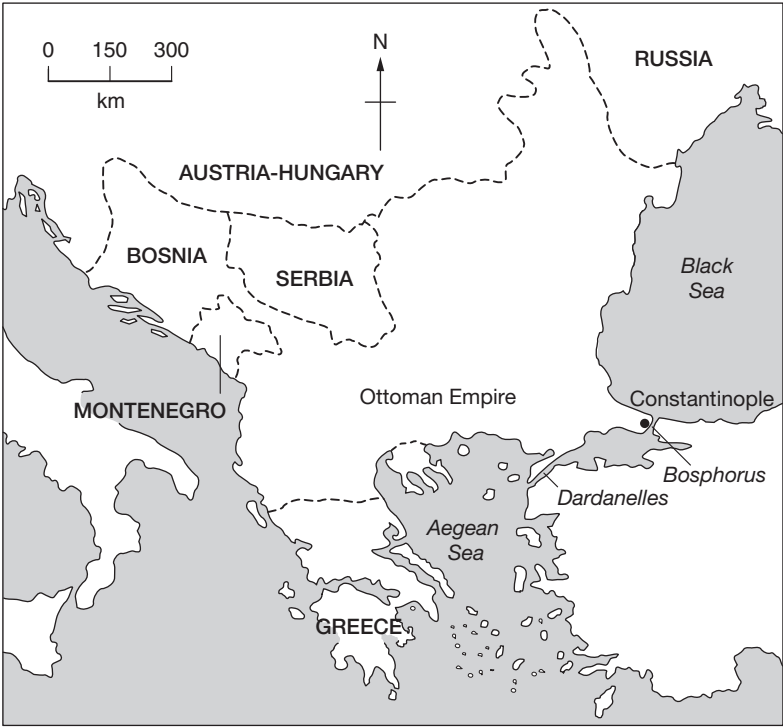 0 150 300
km
N
RUSSIA
AUSTRIA-HUNGARY
BOSNIA
SERBIA
Black
Sea
Ottoman Empire
Constantinople
MONTENEGRO
Bosphorus
Dardanelles
Aegean
Sea
GREECE